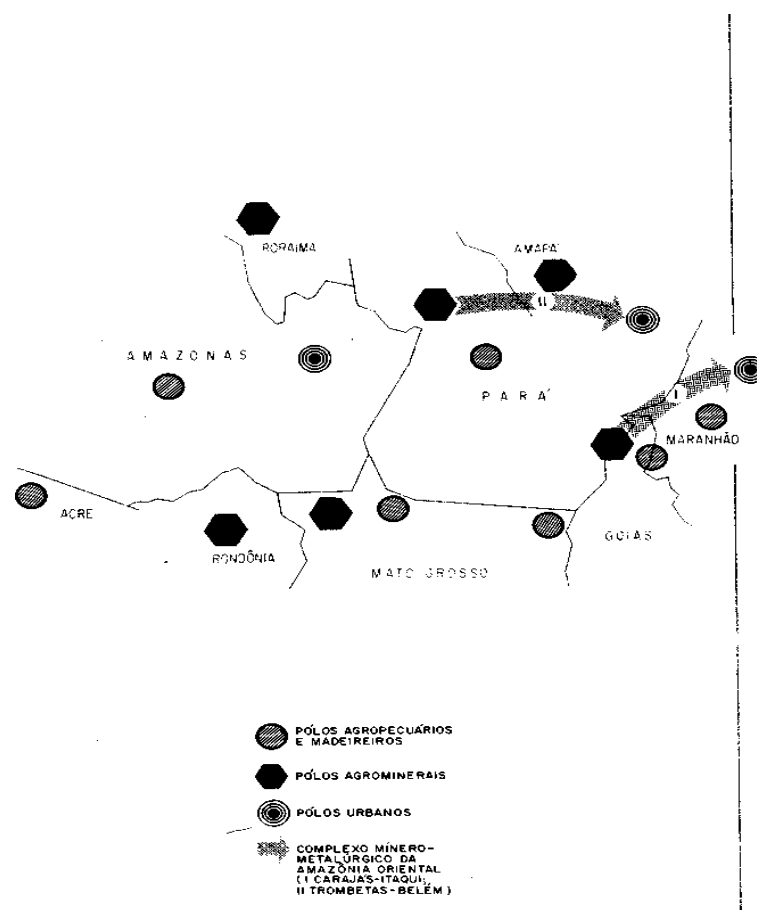 RORAIMA
AMAPÁ
II
AMAZONAS
PARÁ
I
MARANHÃO
ACRE
GOIÁS
RONDÔNIA
MATO GROSSO
PÓLOS AGROPECUÁRIOS
E MADEIREIROS
PÓLOS AGROMINERAIS
PÓLOS URBANOS
COMPLEXO MÍNERO-
METALÚRGICO DA
AMAZÔNIA ORIENTAL
( I CARAJÁS-ITAQUI;
II TROMBETAS-BELÉM )